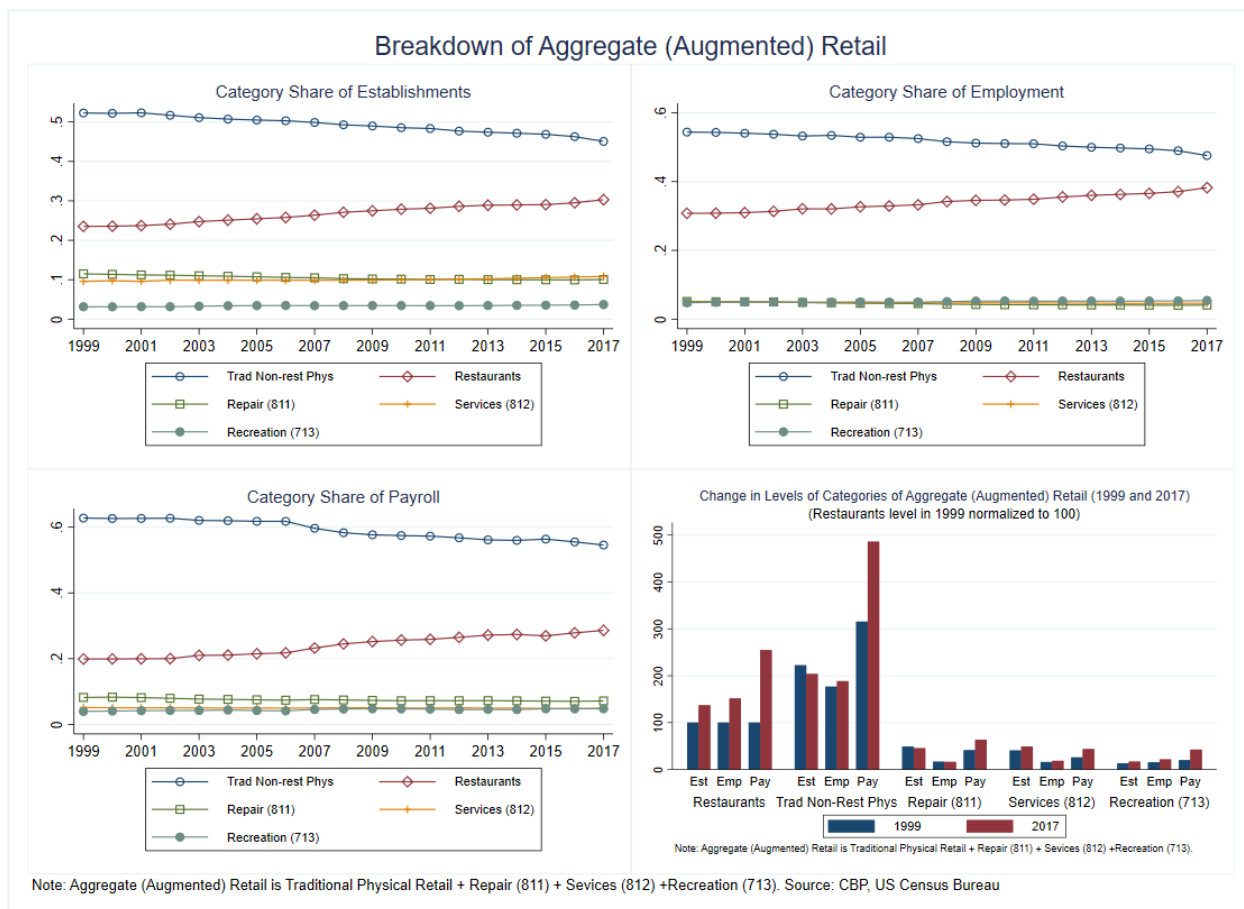 Breakdown of Aggregate (Augmented) Retail
Category Share of Establishments
.5
.4
.3
.2
.1
0
1999 2001 2003 2005 2007 2009 2011 2013 2015 2017
Trad Non-rest Phys Restaurants
Repair (811) Services (812)
Recreation (713)
Category Share of Employment
.6
.4
.2
0
1999 2001 2003 2005 2007 2009 2011 2013 2015 2017
Trad Non-rest Phys Restaurants
Repair (811) Services (812)
Recreation (713)
Category Share of Payroll
.6
.4
.2
0
1999 2001 2003 2005 2007 2009 2011 2013 2015 2017
Trad Non-rest Phys Restaurants
Repair (811) Services (812)
Recreation (713)
Change in Levels of Categories of Aggregate (Augmented) Retail (1999 and 2017)
(Restaurants level in 1999 normalized to 100)
500
400
300
200
100
0
Est Emp Pay Est Emp Pay Est Emp Pay Est Emp Pay Est Emp Pay
Restaurants Trad Non-Rest Phys Repair (811) Services (812) Recreation (713)
1999 2017
Note: Aggregate (Augmented) Retail is Traditional Physical Retail + Repair (811) + Sevices (812) +Recreation (713).
Note: Aggregate (Augmented) Retail is Traditional Physical Retail + Repair (811) + Sevices (812) +Recreation (713). Source: CBP, US Census Bureau